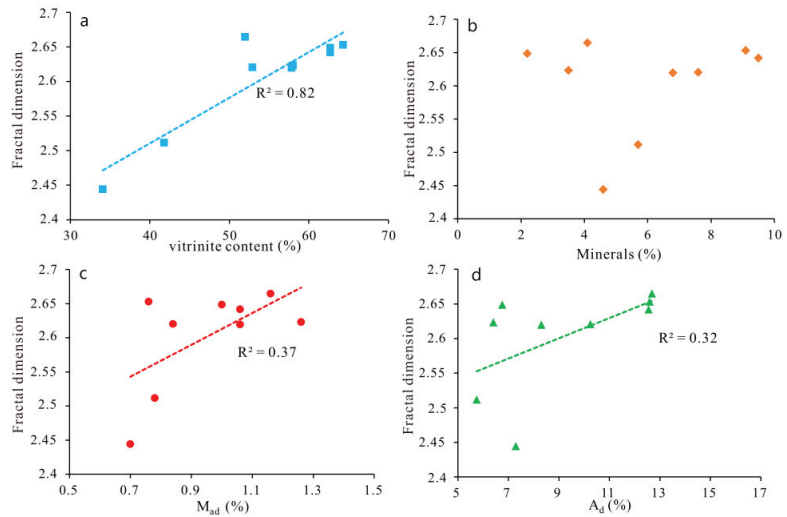 a
2.7
2.65
2.6
2.55
2.5
2.45
2.4
Fractal dimension
R² = 0.82
30 40 50 60 70
vitrinite content (%)
b
2.7
2.65
2.6
2.55
2.5
2.45
2.4
Fractal dimension
0 2 4 6 8 10
Minerals (%)
c
2.7
2.65
2.6
2.55
2.5
2.45
2.4
Fractal dimension
R² = 0.37
0.5 0.7 0.9 1.1 1.3 1.5
Mad (%)
d
2.7
2.65
2.6
2.55
2.5
2.45
2.4
Fractal dimension
R² = 0.32
5 7 9 11 13 15 17
Ad (%)